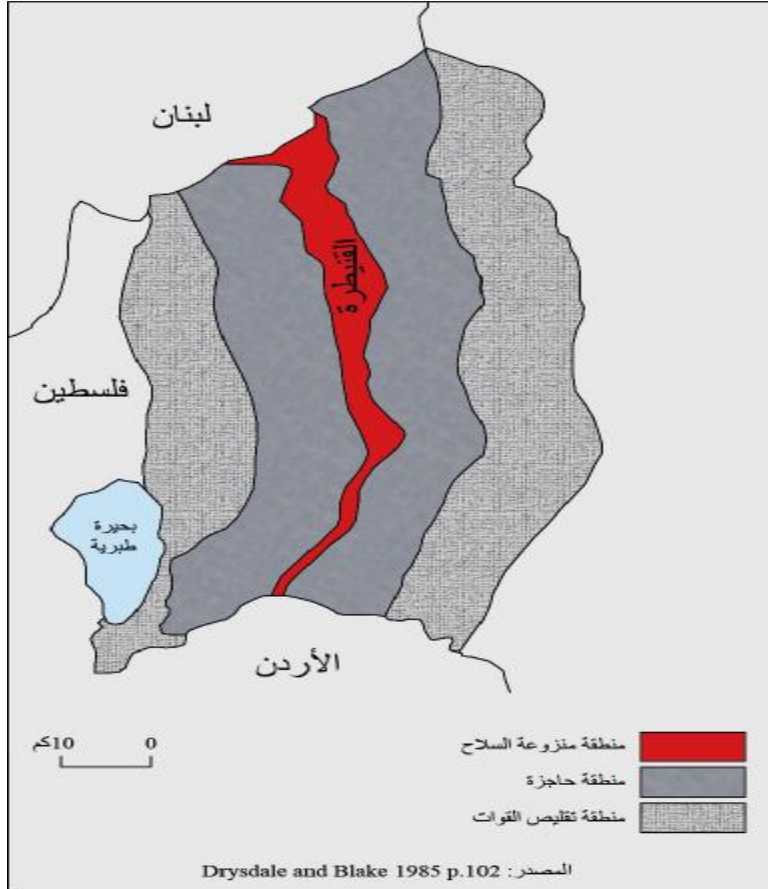 لبنان
القنيطرة
فلسطين
بحيرة
طبرية
الأردن
10كم 0
منطقة منزوعة السلاح
منطقة حاجزة
منطقة تقليص القوات
المصدر: Drysdale and Blake 1985 p.102